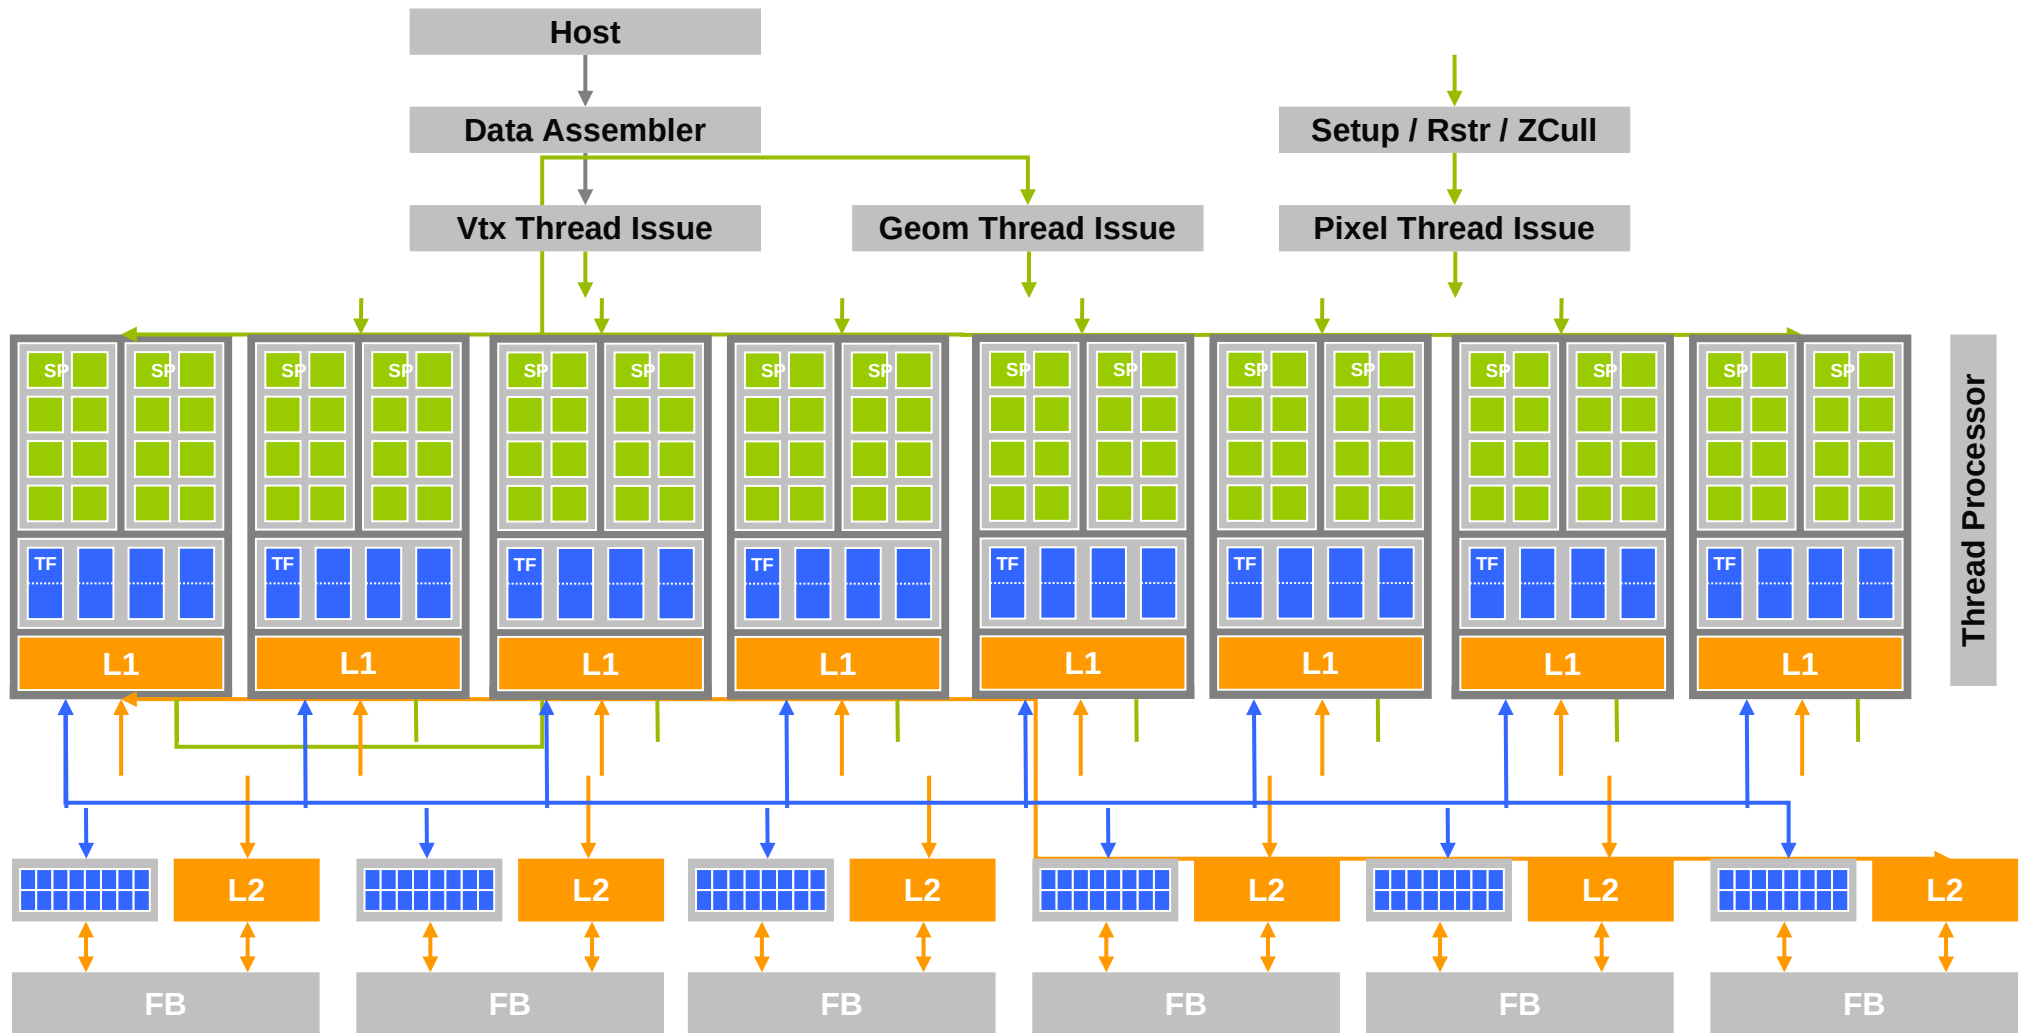 Host
Data Assembler
Setup / Rstr / ZCull
Vtx Thread Issue
Geom Thread Issue
Pixel Thread Issue
SP SP SP SP SP SP SP SP SP SP SP SP SP SP SP SP
TF TF TF TF TF TF TF TF
L1 L1 L1 L1 L1 L1 L1 L1
Thread Processor
L2 L2 L2 L2 L2 L2
FB FB FB FB FB FB